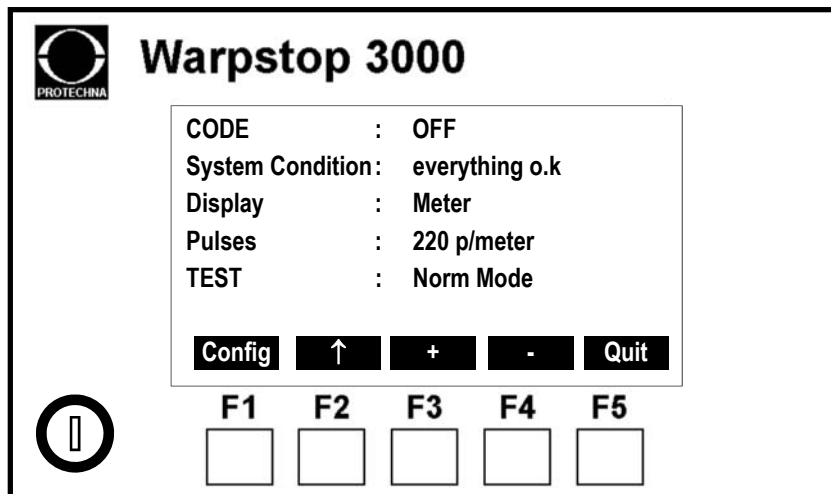 PROTECHNA
Warpstop 3000
CODE : OFF
System Condition : everything o.k
Display : Meter
Pulses : 220 p/meter
TEST : Norm Mode
Config ↑ + - Quit
F1 F2 F3 F4 F5